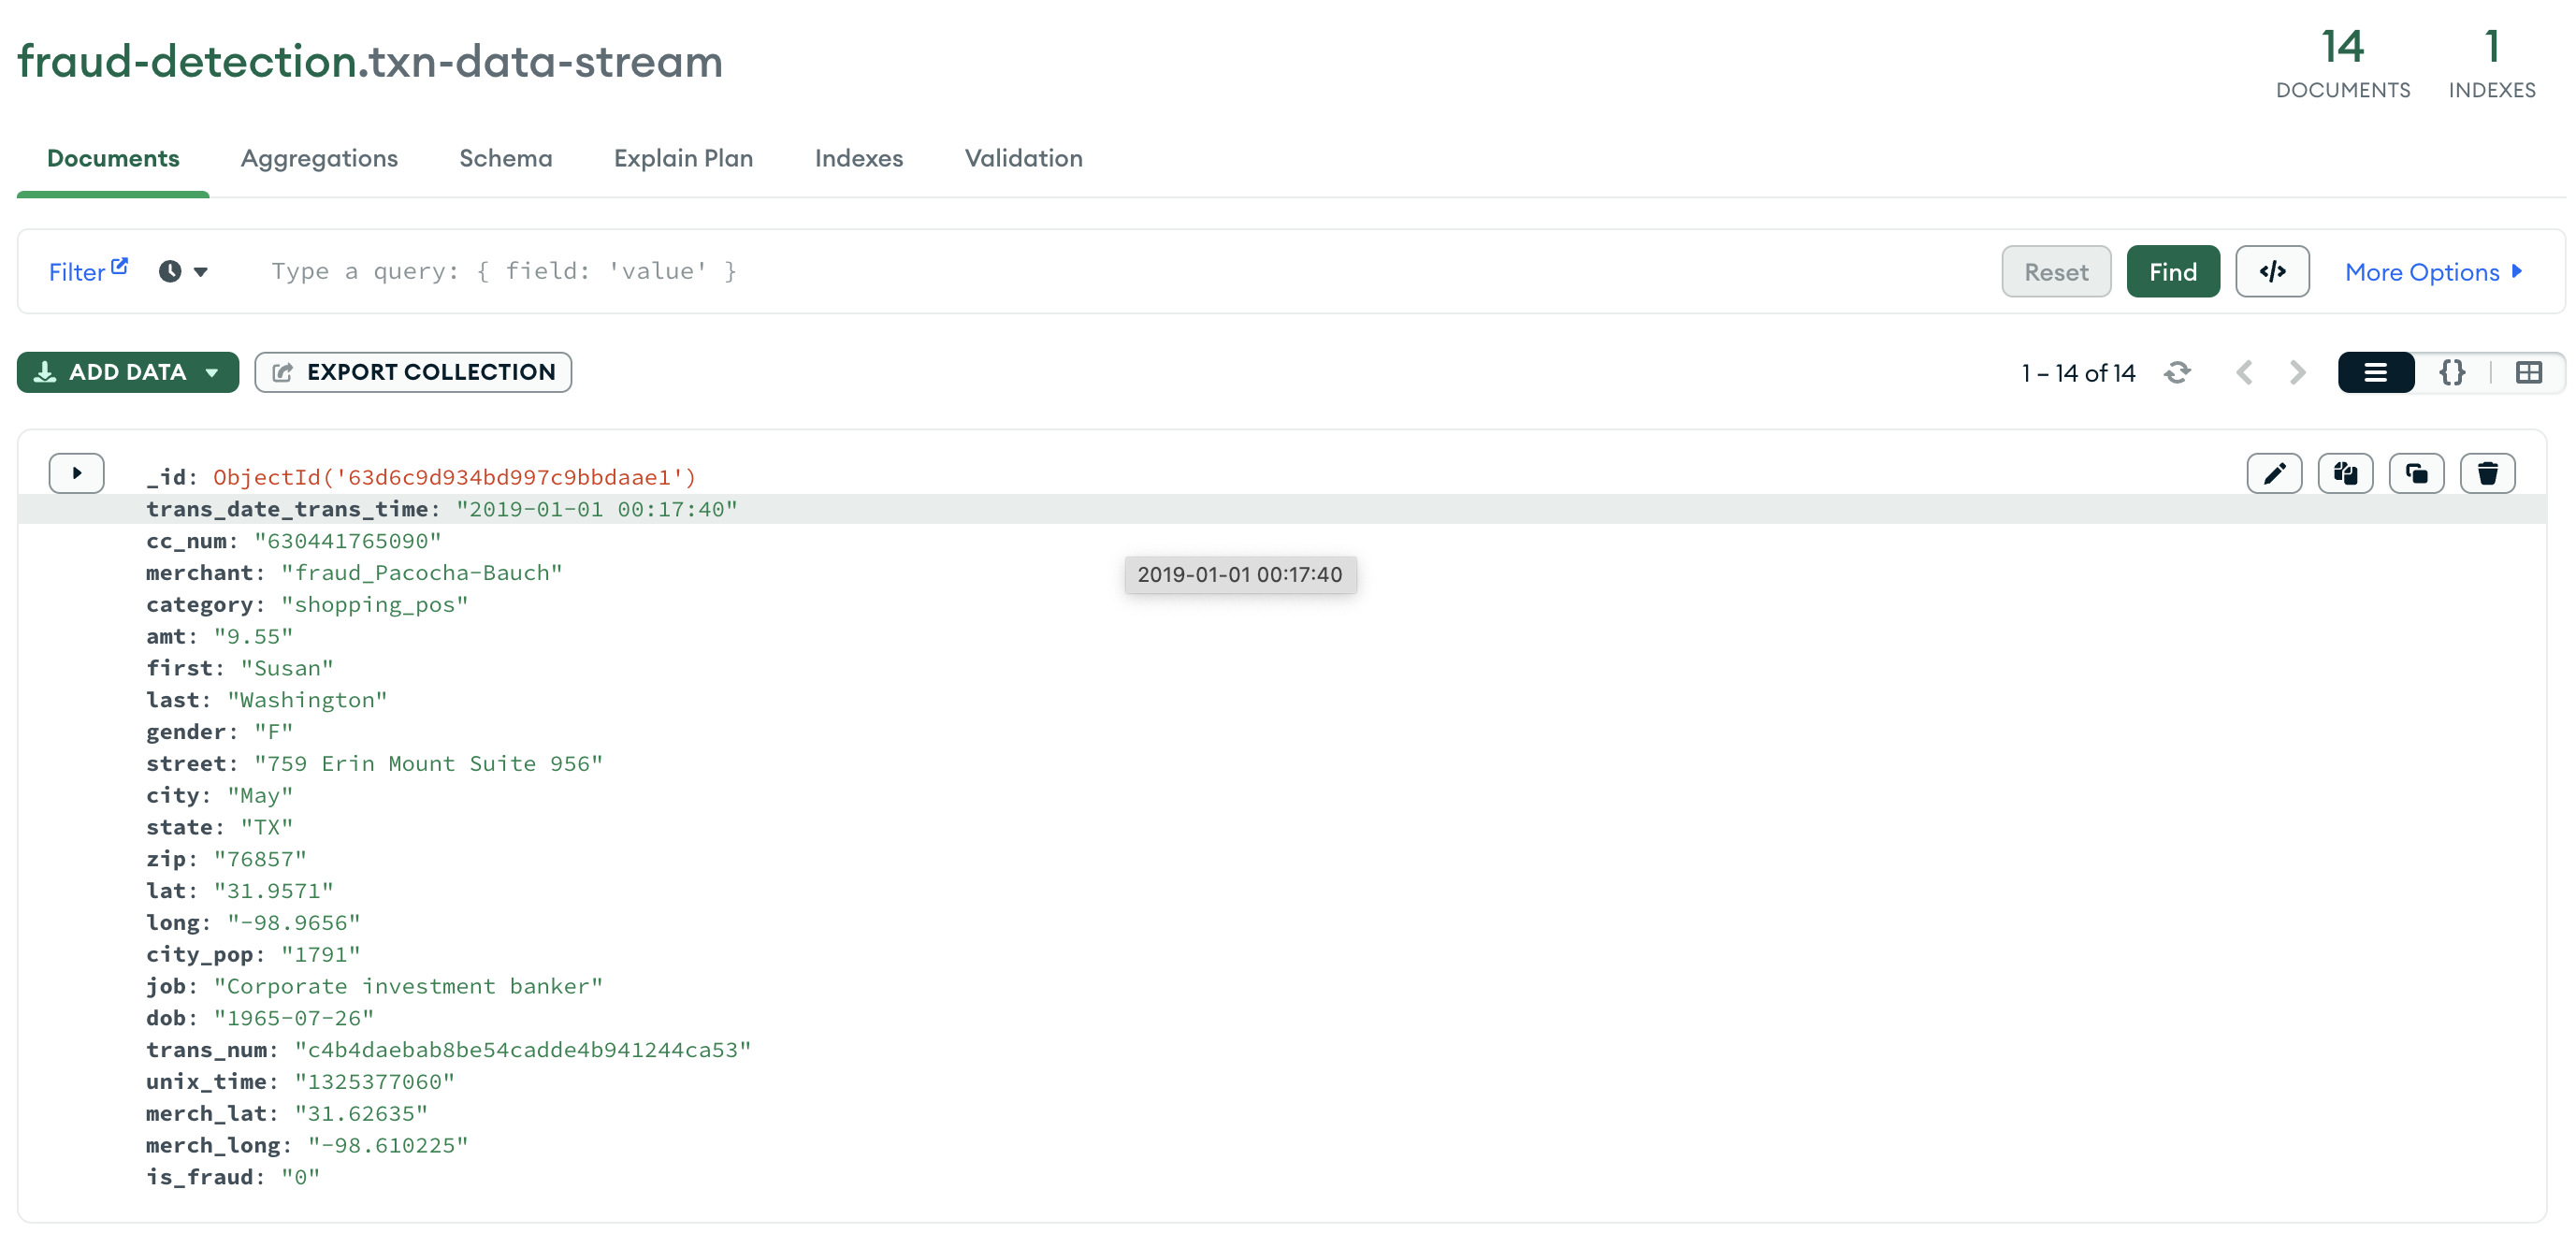 fraud-detection.txn-data-stream
14 1
DOCUMENTS INDEXES
Documents Aggregations Schema Explain Plan Indexes Validation
Filter Type a query: { field: 'value' } Reset Find </> More Options
ADD DATA EXPORT COLLECTION 1 – 14 of 14 {}
_id: ObjectId('63d6c9d934bd997c9bbdaae1')
trans_date_trans_time: "2019-01-01 00:17:40"
cc_num: "630441765090"
merchant: "fraud_Pacocha-Bauch"
2019-01-01 00:17:40
category: "shopping_pos"
amt: "9.55"
first: "Susan"
last: "Washington"
gender: "F"
street: "759 Erin Mount Suite 956"
city: "May"
state: "TX"
zip: "76857"
lat: "31.9571"
long: "-98.9656"
city_pop: "1791"
job: "Corporate investment banker"
dob: "1965-07-26"
trans_num: "c4b4daebab8be54cadde4b941244ca53"
unix_time: "1325377060"
merch_lat: "31.62635"
merch_long: "-98.610225"
is_fraud: "0"